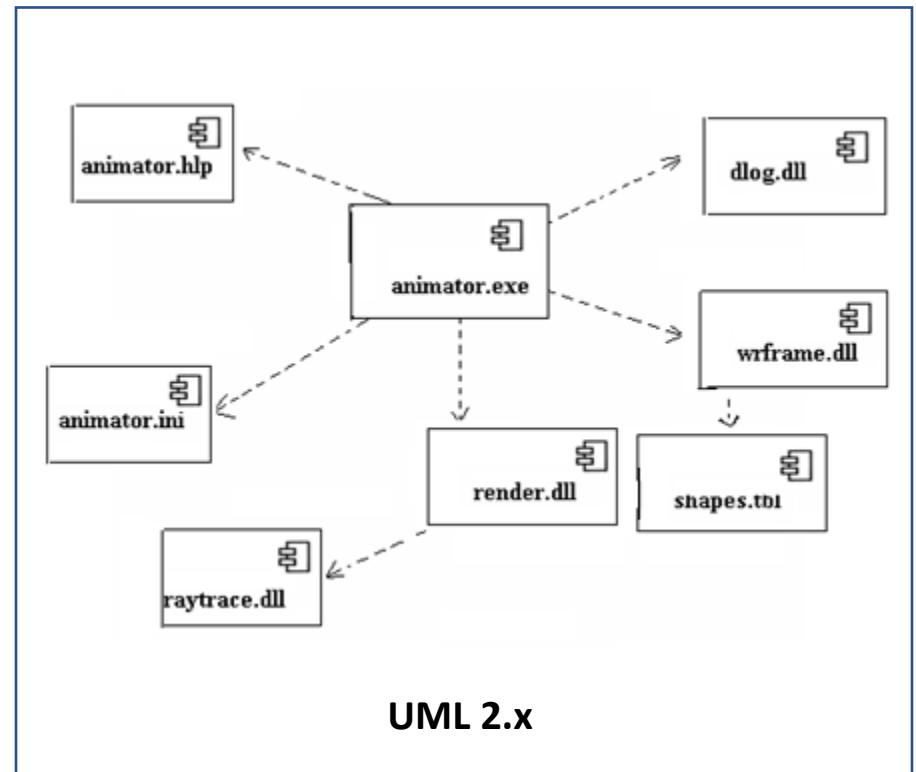 animator.hlp
dlog.dll
animator.exe
wrframe.dll
animator.ini
render.dll
shapes.tbl
raytrace.dll
UML 2.x